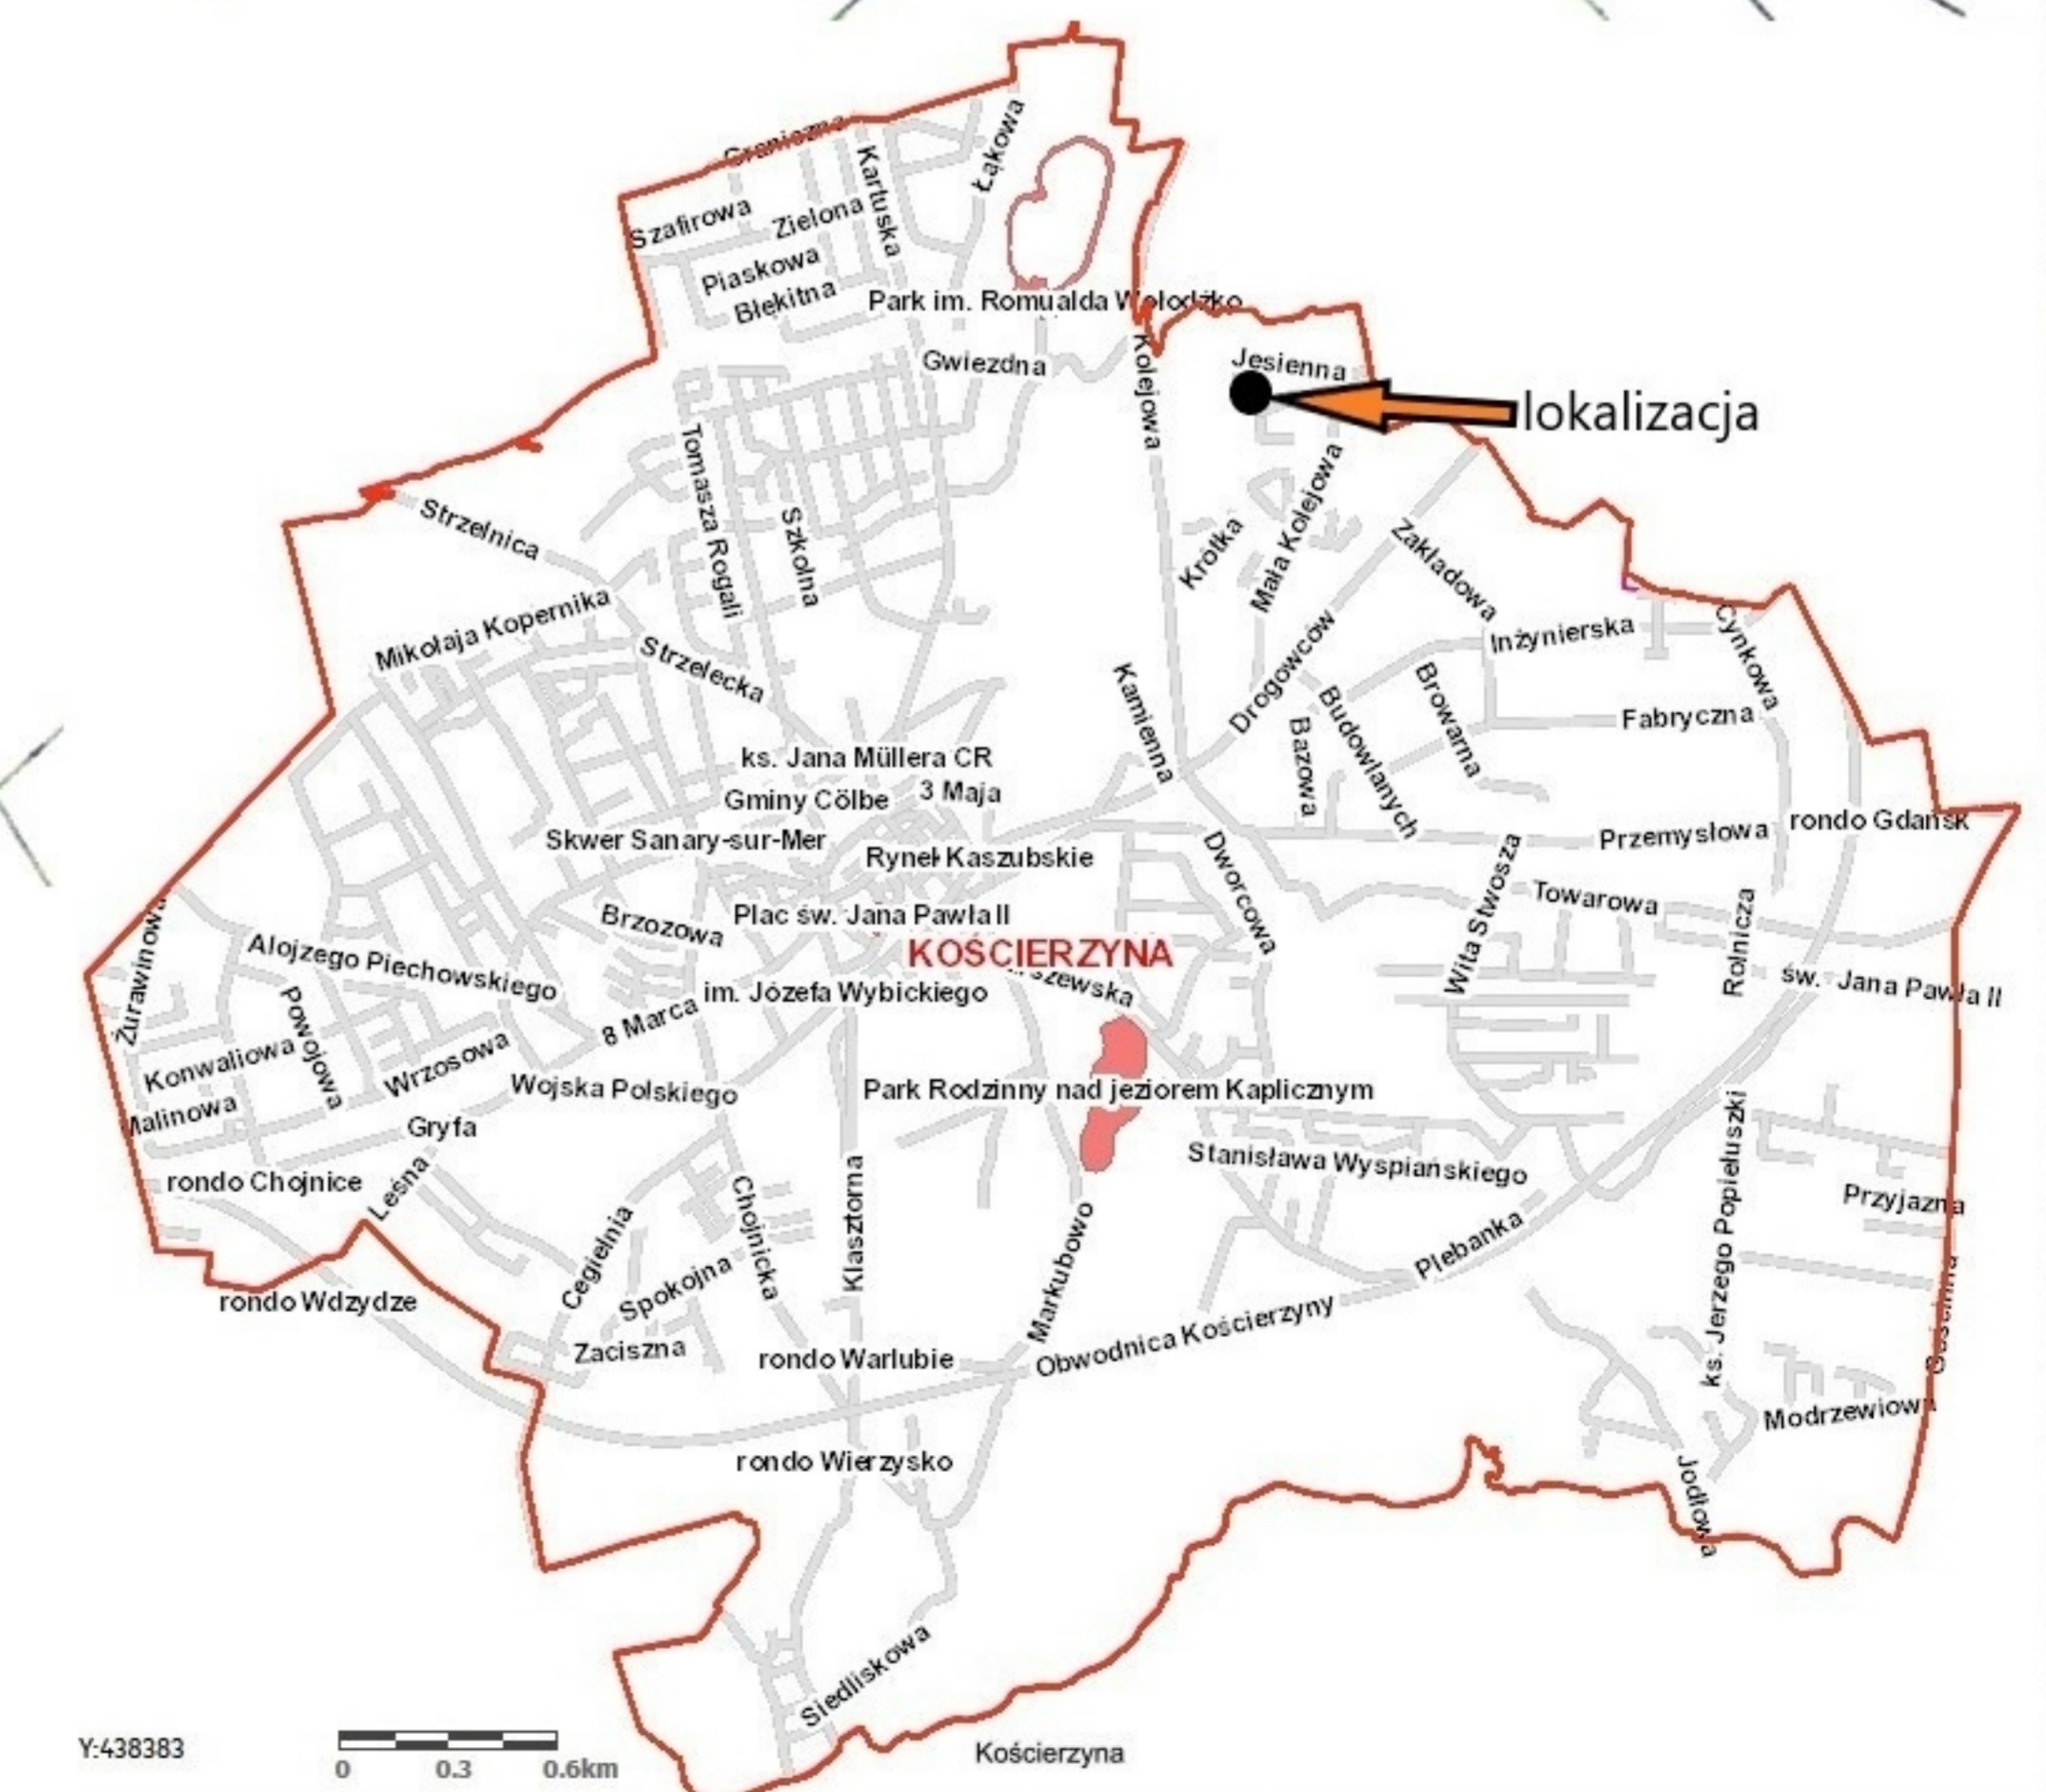 Graniczna
Kartuska
Łąkowa
Szafirowa
Zielona
Piaskowa
Błękitna
Park im. Romualda Wołodźko
Gwiezdna
Kolejowa
Jesienna
lokalizacja
Tomasza Rogali
Szkolna
Strzelnica
Krótka
Mała Kolejowa
Zakładowa
Mikołaja Kopernika
Strzelecka
Inżynierska
Cynkowa
Drogowców
Kamienna
Budowlanych
Browarna
Bazowa
Fabryczna
ks. Jana Müllera CR
Gminy Cölbe
3 Maja
Skwer Sanary-sur-Mer
Kaszubskie
Przemysłowa
rondo Gdańsk
Dworcowa
Wita Stwosza
Towarowa
Rolnicza
Brzozowa
Plac św. Jana Pawła II
KOŚCIERZYNA
Żurawinowa
Alojzego Piechowskiego
św. Jana Pawła II
im. Józefa Wybickiego
8 Marca
Powojowa
Konwaliowa
Wrzosowa
Malinowa
Wojska Polskiego
Park Rodzinny nad jeziorem Kaplicznym
Gryfa
Stanisława Wyspiańskiego
rondo Chojnice
Leśna
Chojnicka
Klasztorna
Markubowo
ks. Jerzego Popiełuszki
Przyjazna
Cegielnia
Spokojna
Plebanka
rondo Wdzydze
Zaciszna
rondo Warlubie
Obwodnica Kościerzyny
Modrzewiowa
rondo Wierzysko
Jodłowa
Siedliskowa
Y:438383
0 0.3 0.6km
Kościerzyna